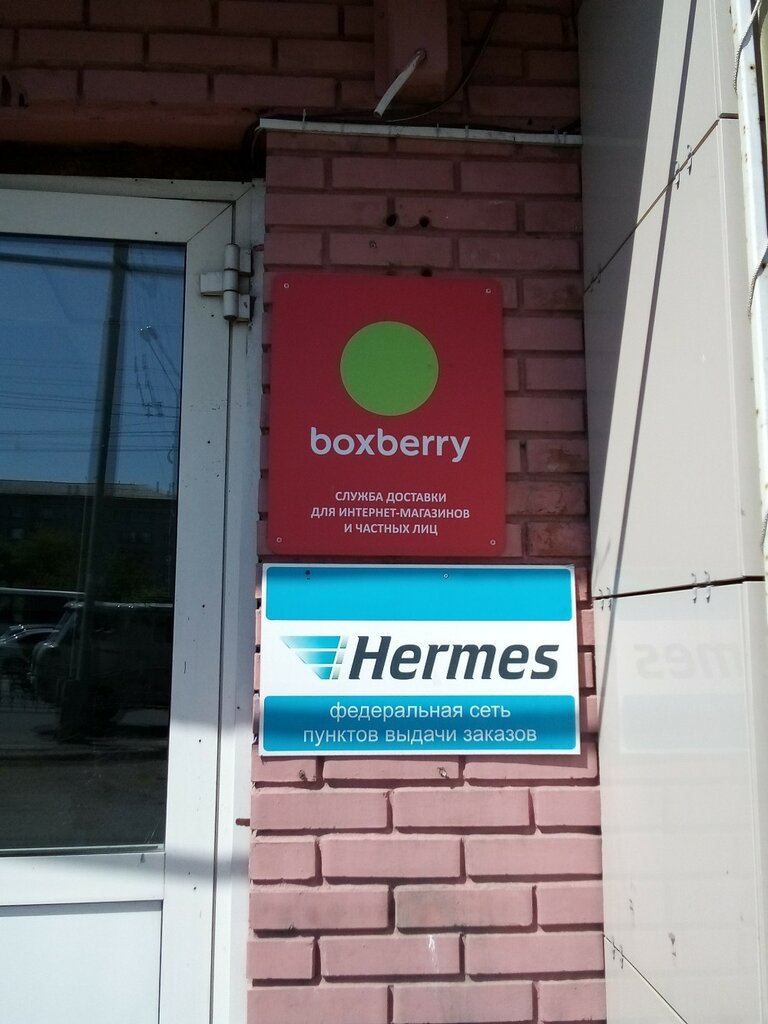 boxberry
СЛУЖБА ДОСТАВКИ
ДЛЯ ИНТЕРНЕТ-МАГАЗИНОВ
И ЧАСТНЫХ ЛИЦ
Hermes
федеральная сеть
пунктов выдачи заказов